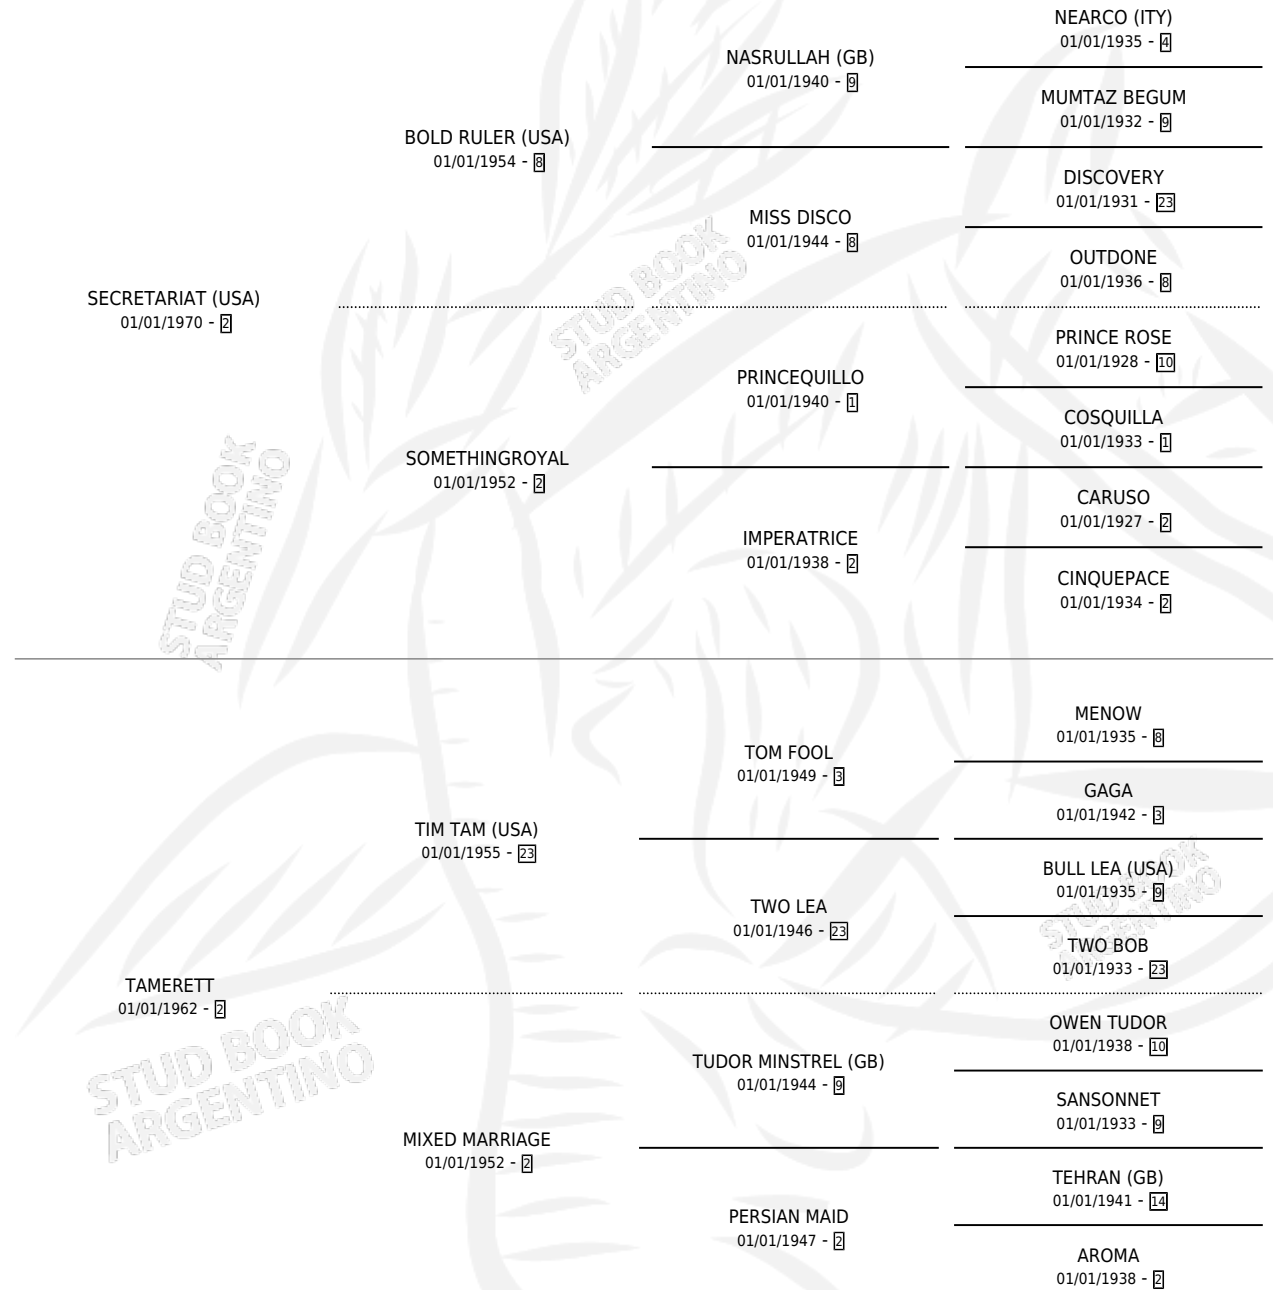 NEARCO (ITY)
01/01/1935 - 4
NASRULLAH (GB)
01/01/1940 - 9
MUMTAZ BEGUM
01/01/1932 - 9
BOLD RULER (USA)
01/01/1954 - 8
DISCOVERY
01/01/1931 - 23
MISS DISCO
01/01/1944 - 8
OUTDONE
01/01/1936 - 8
SECRETARIAT (USA)
01/01/1970 - 2
STUD BOOK
ARGENTINO
PRINCE ROSE
01/01/1928 - 10
PRINCEQUILLO
01/01/1940 - 1
COSQUILLA
01/01/1933 - 1
SOMETHINGROYAL
01/01/1952 - 2
CARUSO
01/01/1927 - 2
IMPERATRICE
01/01/1938 - 2
CINQUEPACE
01/01/1934 - 2
STUD BOOK
ARGENTINO
MENOW
01/01/1935 - 8
TOM FOOL
01/01/1949 - 3
GAGA
01/01/1942 - 3
TIM TAM (USA)
01/01/1955 - 23
BULL LEA (USA)
01/01/1935 - 9
TWO LEA
01/01/1946 - 23
STUD BOOK
ARGENTINO
TWO BOB
01/01/1933 - 23
TAMERETT
01/01/1962 - 2
STUD BOOK
ARGENTINO
OWEN TUDOR
01/01/1938 - 10
TUDOR MINSTREL (GB)
01/01/1944 - 9
SANSONNET
01/01/1933 - 9
MIXED MARRIAGE
01/01/1952 - 2
TEHRAN (GB)
01/01/1941 - 14
PERSIAN MAID
01/01/1947 - 2
AROMA
01/01/1938 - 2